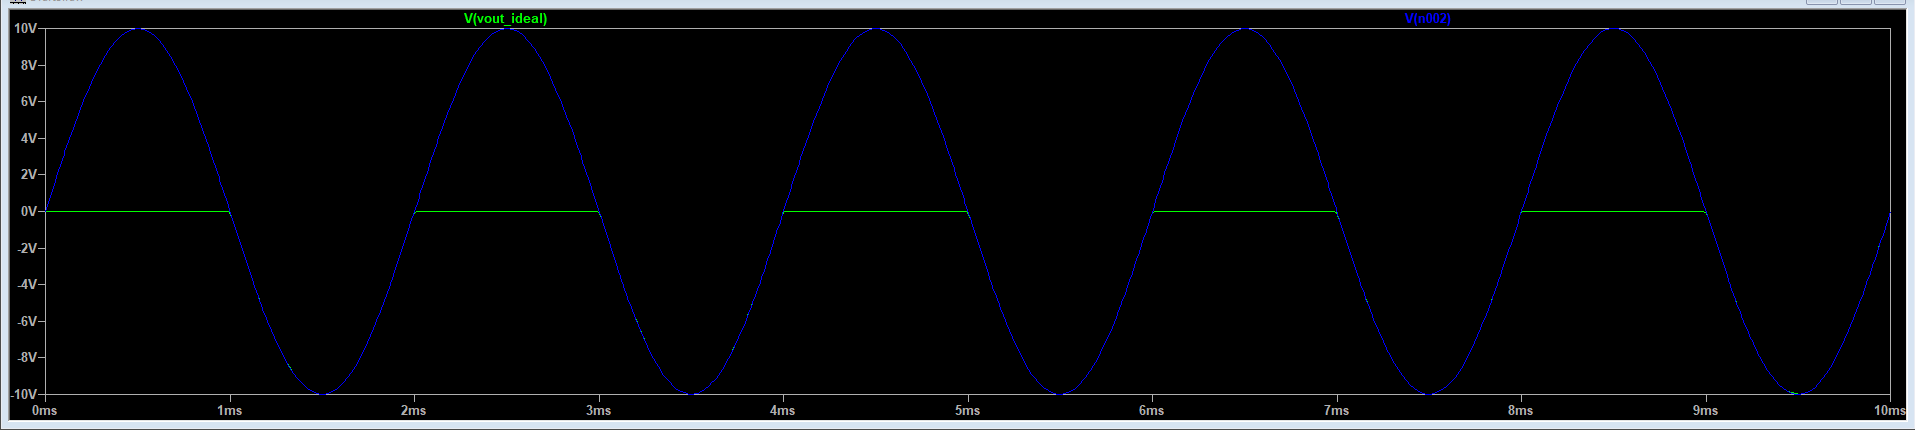 V(vout_ideal) V(n002)
10V
8V
6V
4V
2V
0V
-2V
-4V
-6V
-8V
-10V
0ms 1ms 2ms 3ms 4ms 5ms 6ms 7ms 8ms 9ms 10ms